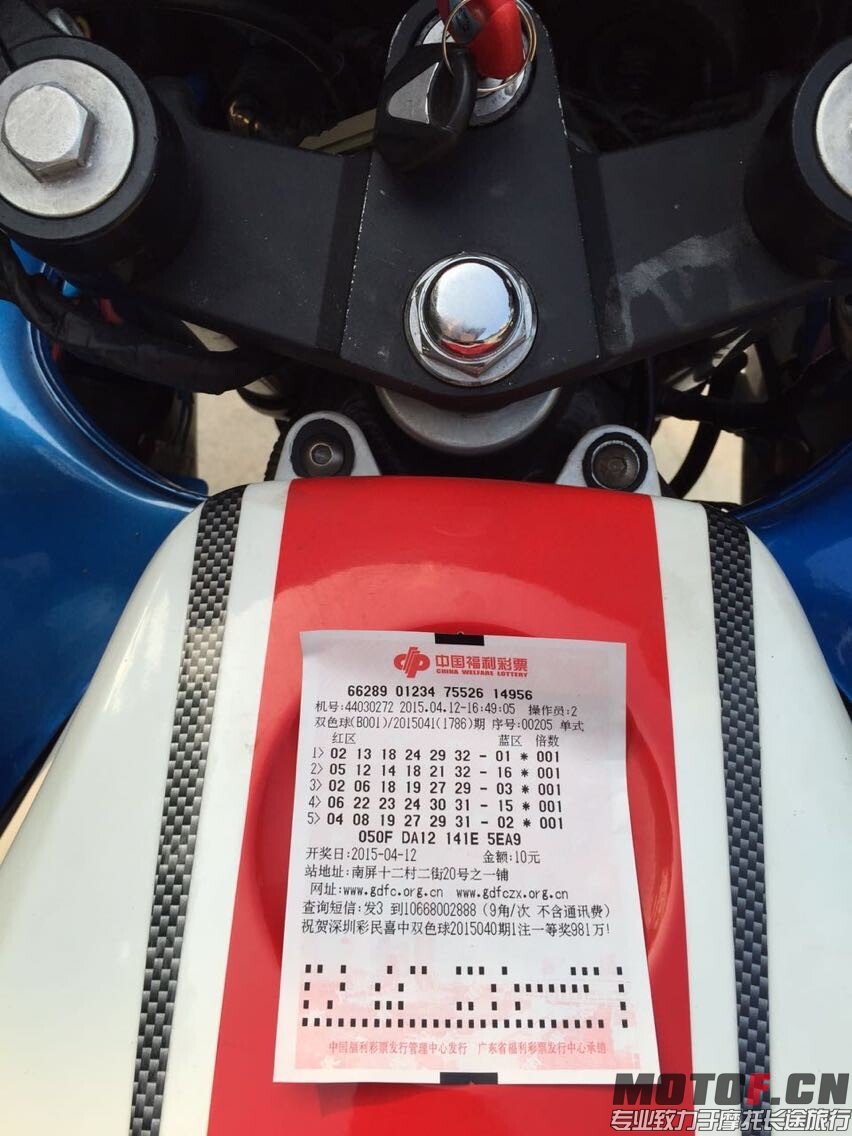 中国福利彩票
CHINA WELFARE LOTTERY
66289 01234 75526 14956
机号:44030272 2015.04.12-16:49:05 操作员:2
双色球(B001)/2015041(1786)期 序号:00205 单式
红区 蓝区 倍数
1> 02 13 18 24 29 32 - 01 * 001
2> 05 12 14 18 21 32 - 16 * 001
3> 02 06 18 19 27 29 - 03 * 001
4> 06 22 23 24 30 31 - 15 * 001
5> 04 08 19 27 29 31 - 02 * 001
050F DA12 141E 5EA9
开奖日:2015-04-12 金额:10元
站地址:南屏十二村二街20号之一铺
网址:www.gdfc.org.cn www.gdfczx.org.cn
查询短信:发3 到10668002888(9角/次 不含通讯费)
祝贺深圳彩民喜中双色球2015040期1注一等奖981万!
中国福利彩票发行管理中心发行 广东省福利彩票发行中心承销
MOTOF.CN
专业致力于摩托长途旅行